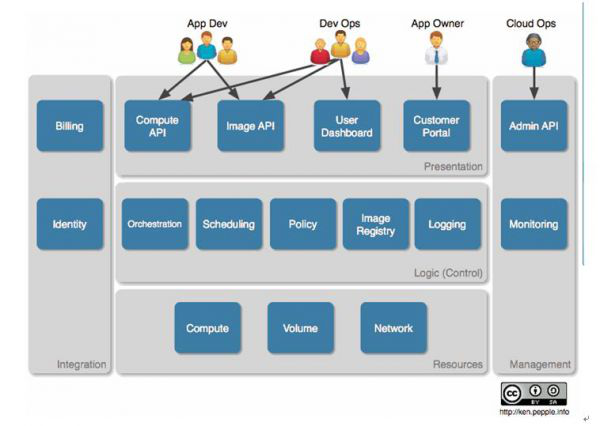 App Dev
Dev Ops
App Owner
Cloud Ops
Billing
Compute
API
Image API
User
Dashboard
Customer
Portal
Admin API
Presentation
Identity
Orchestration
Scheduling
Policy
Image
Registry
Logging
Monitoring
Logic (Control)
Compute
Volume
Network
Integration
Resources
Management
cc
BY SA
http://ken.pepple.info